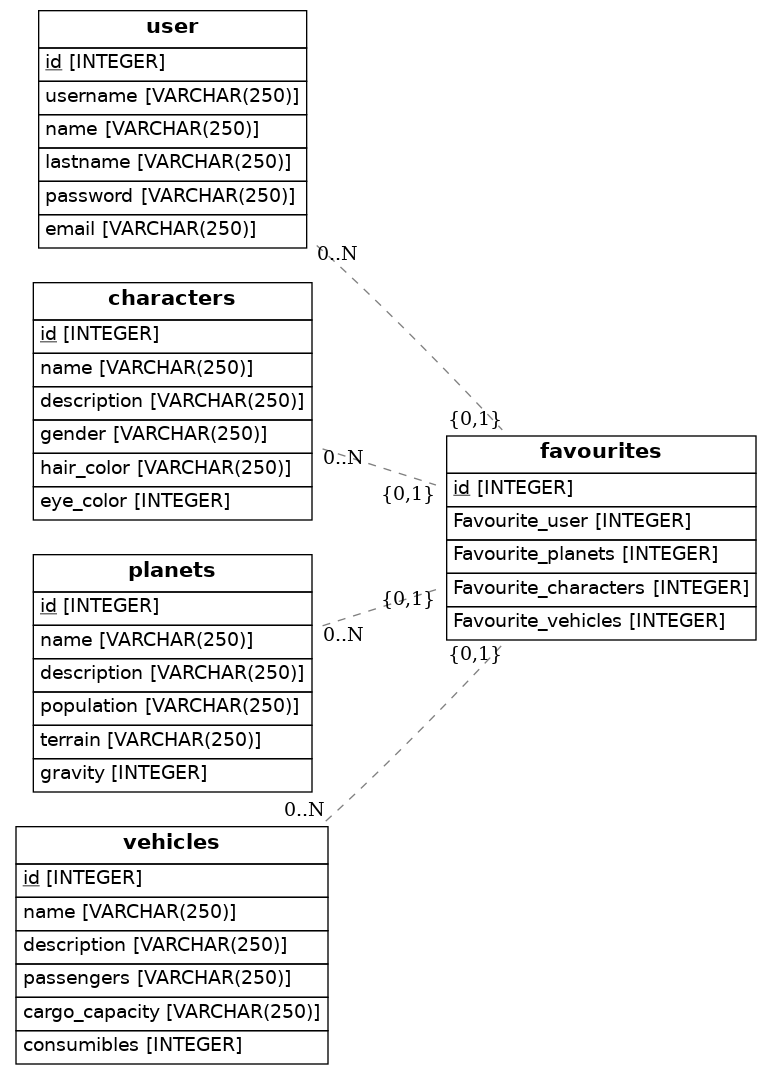 user
id [INTEGER]
username [VARCHAR(250)]
name [VARCHAR(250)]
lastname [VARCHAR(250)]
password [VARCHAR(250)]
email [VARCHAR(250)]
0..N
characters
id [INTEGER]
name [VARCHAR(250)]
description [VARCHAR(250)]
gender [VARCHAR(250)]
hair_color [VARCHAR(250)]
eye_color [INTEGER]
0..N
planets
id [INTEGER]
name [VARCHAR(250)]
description [VARCHAR(250)]
population [VARCHAR(250)]
terrain [VARCHAR(250)]
gravity [INTEGER]
0..N
0..N
vehicles
id [INTEGER]
name [VARCHAR(250)]
description [VARCHAR(250)]
passengers [VARCHAR(250)]
cargo_capacity [VARCHAR(250)]
consumibles [INTEGER]
{0,1}
{0,1}
{0,1}
{0,1}
favourites
id [INTEGER]
Favourite_user [INTEGER]
Favourite_planets [INTEGER]
Favourite_characters [INTEGER]
Favourite_vehicles [INTEGER]